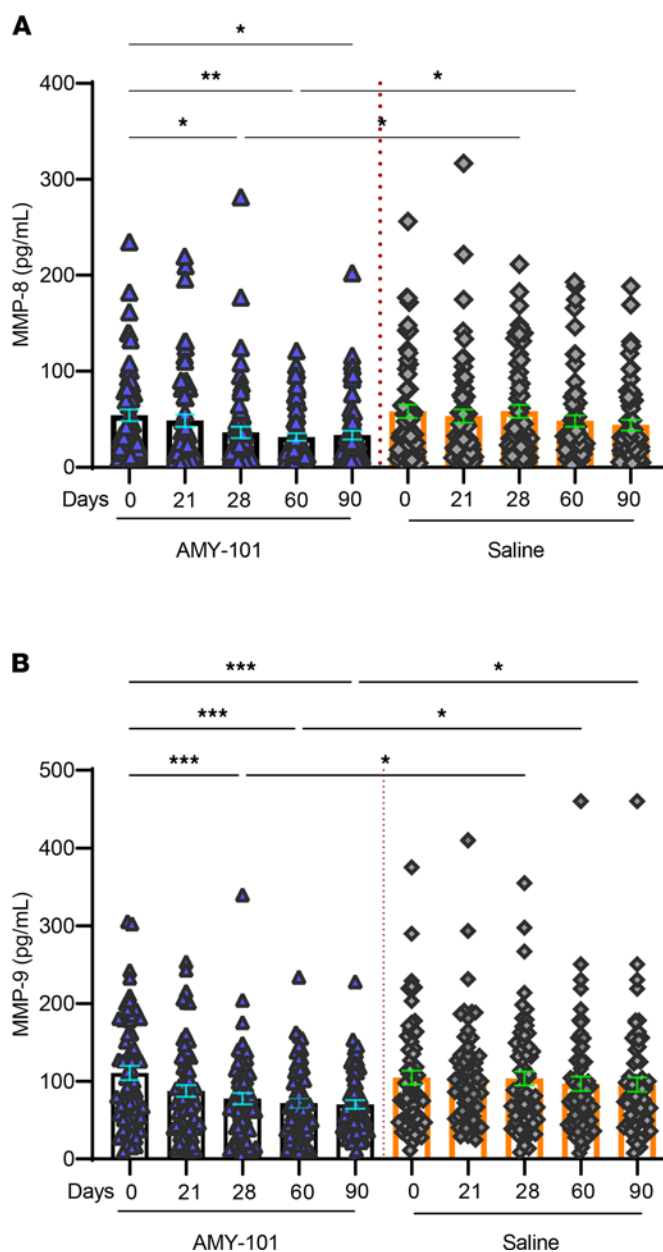 A
*
** *
* *
400
300
200
100
0
MMP-8 (pg/mL)
Days 0 21 28 60 90 0 21 28 60 90
AMY-101 Saline
B
*** *
*** *
*** *
500
400
300
200
100
0
MMP-9 (pg/mL)
Days 0 21 28 60 90 0 21 28 60 90
AMY-101 Saline